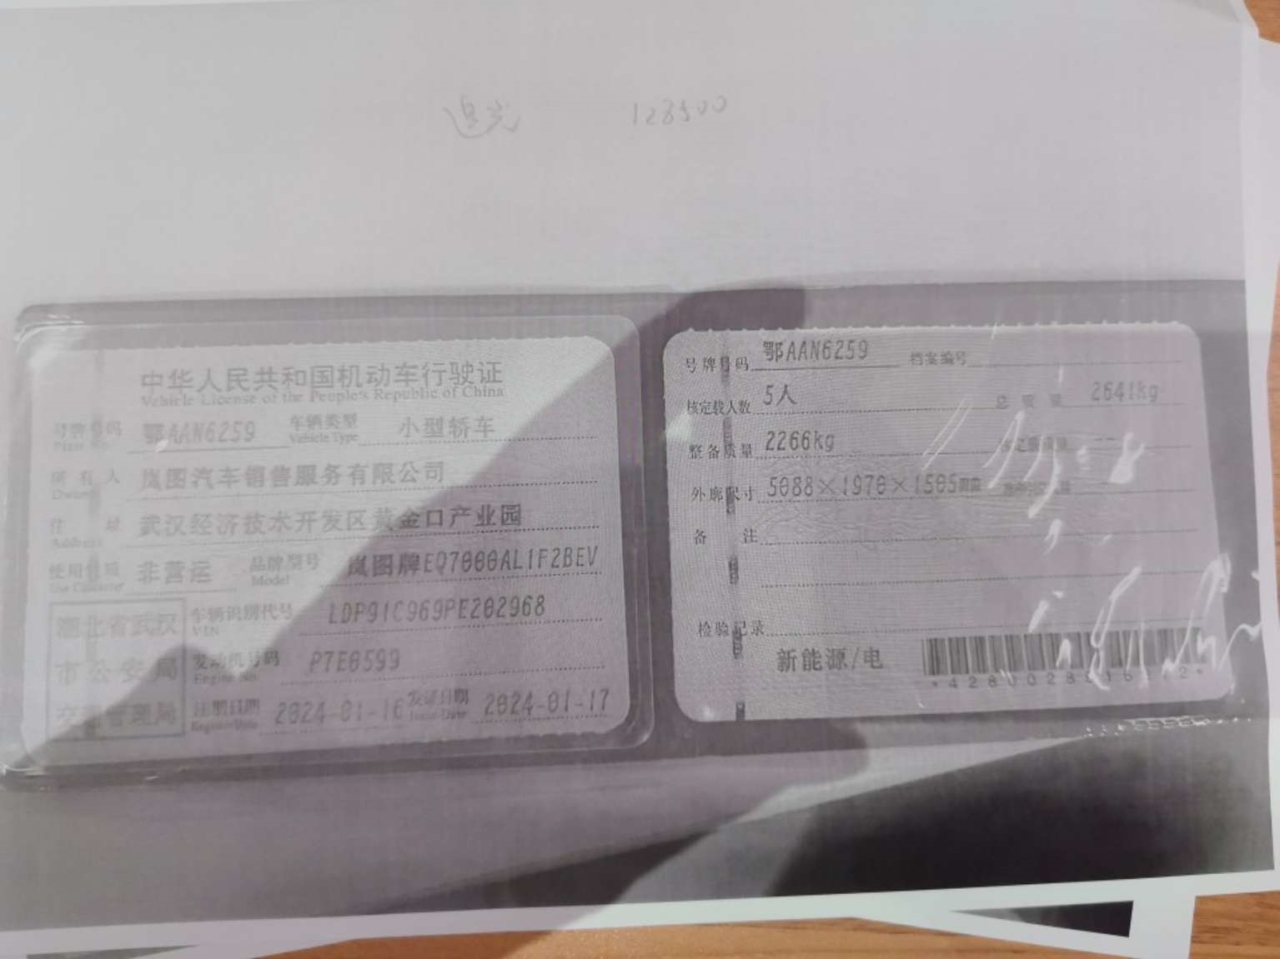 追光 128500
中华人民共和国机动车行驶证
Vehicle License of the People's Republic of China
号牌号码 鄂AAN6259 车辆类型 小型轿车
Plate No. Vehicle Type
所有人 岚图汽车销售服务有限公司
Owner
住址 武汉经济技术开发区黄金口产业园
Address
使用性质 非营运 品牌型号 岚图牌EQ7000AL1F2BEV
Use Character Model
湖北省武汉
市公安局
交通管理局
车辆识别代号 LDP91C969PE202968
VIN
发动机号码 P7E6599
Engine No.
注册日期 2024-01-16 发证日期 2024-01-17
Register Date Issue Date
号牌号码 鄂AAN6259 档案编号
核定载人数 5人 总质量 2641kg
整备质量 2266kg --
外廓尺寸 5088×1970×1505mm --
备注
检验记录
新能源/电